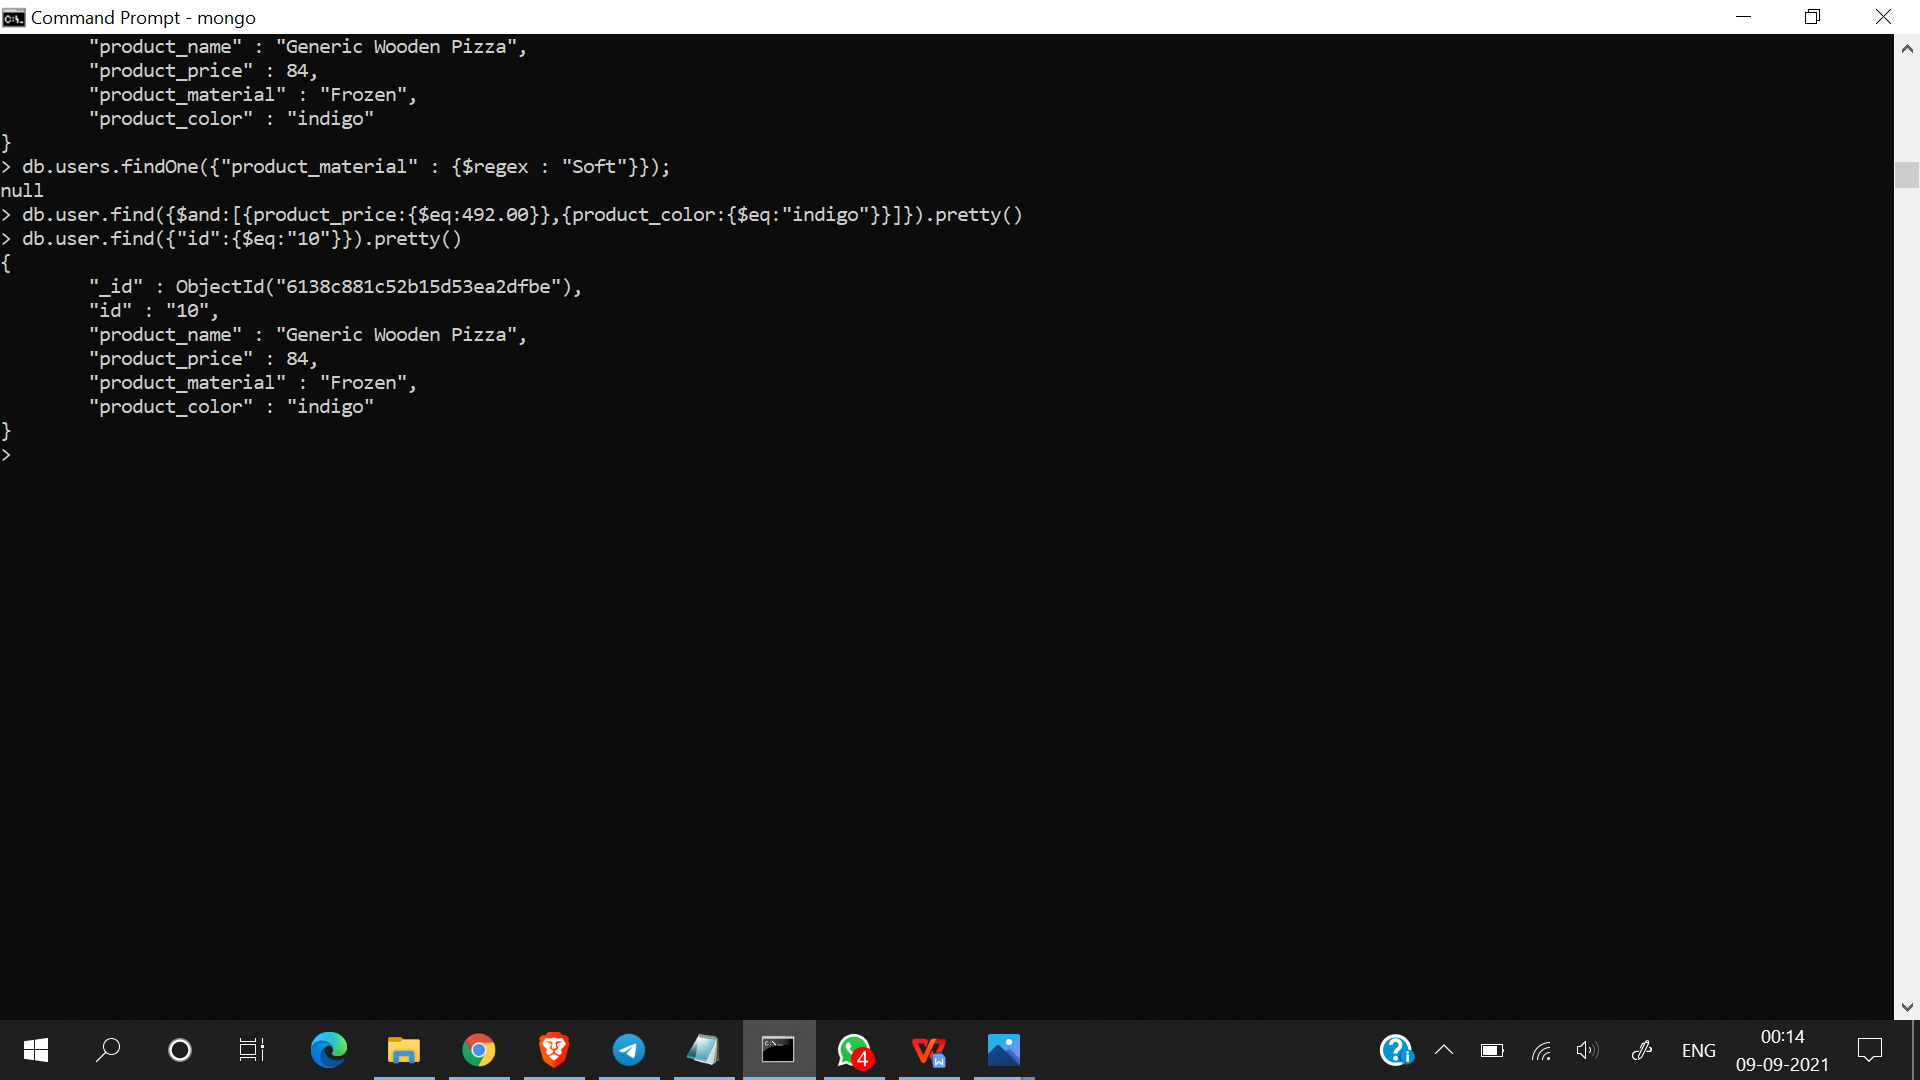 Command Prompt - mongo
"product_name" : "Generic Wooden Pizza",
"product_price" : 84,
"product_material" : "Frozen",
"product_color" : "indigo"
}
> db.users.findOne({"product_material" : {$regex : "Soft"}});
null
> db.user.find({$and:[{product_price:{$eq:492.00}},{product_color:{$eq:"indigo"}}]}).pretty()
> db.user.find({"id":{$eq:"10"}}).pretty()
{
"_id" : ObjectId("6138c881c52b15d53ea2dfbe"),
"id" : "10",
"product_name" : "Generic Wooden Pizza",
"product_price" : 84,
"product_material" : "Frozen",
"product_color" : "indigo"
}
>
4
ENG
00:14
09-09-2021